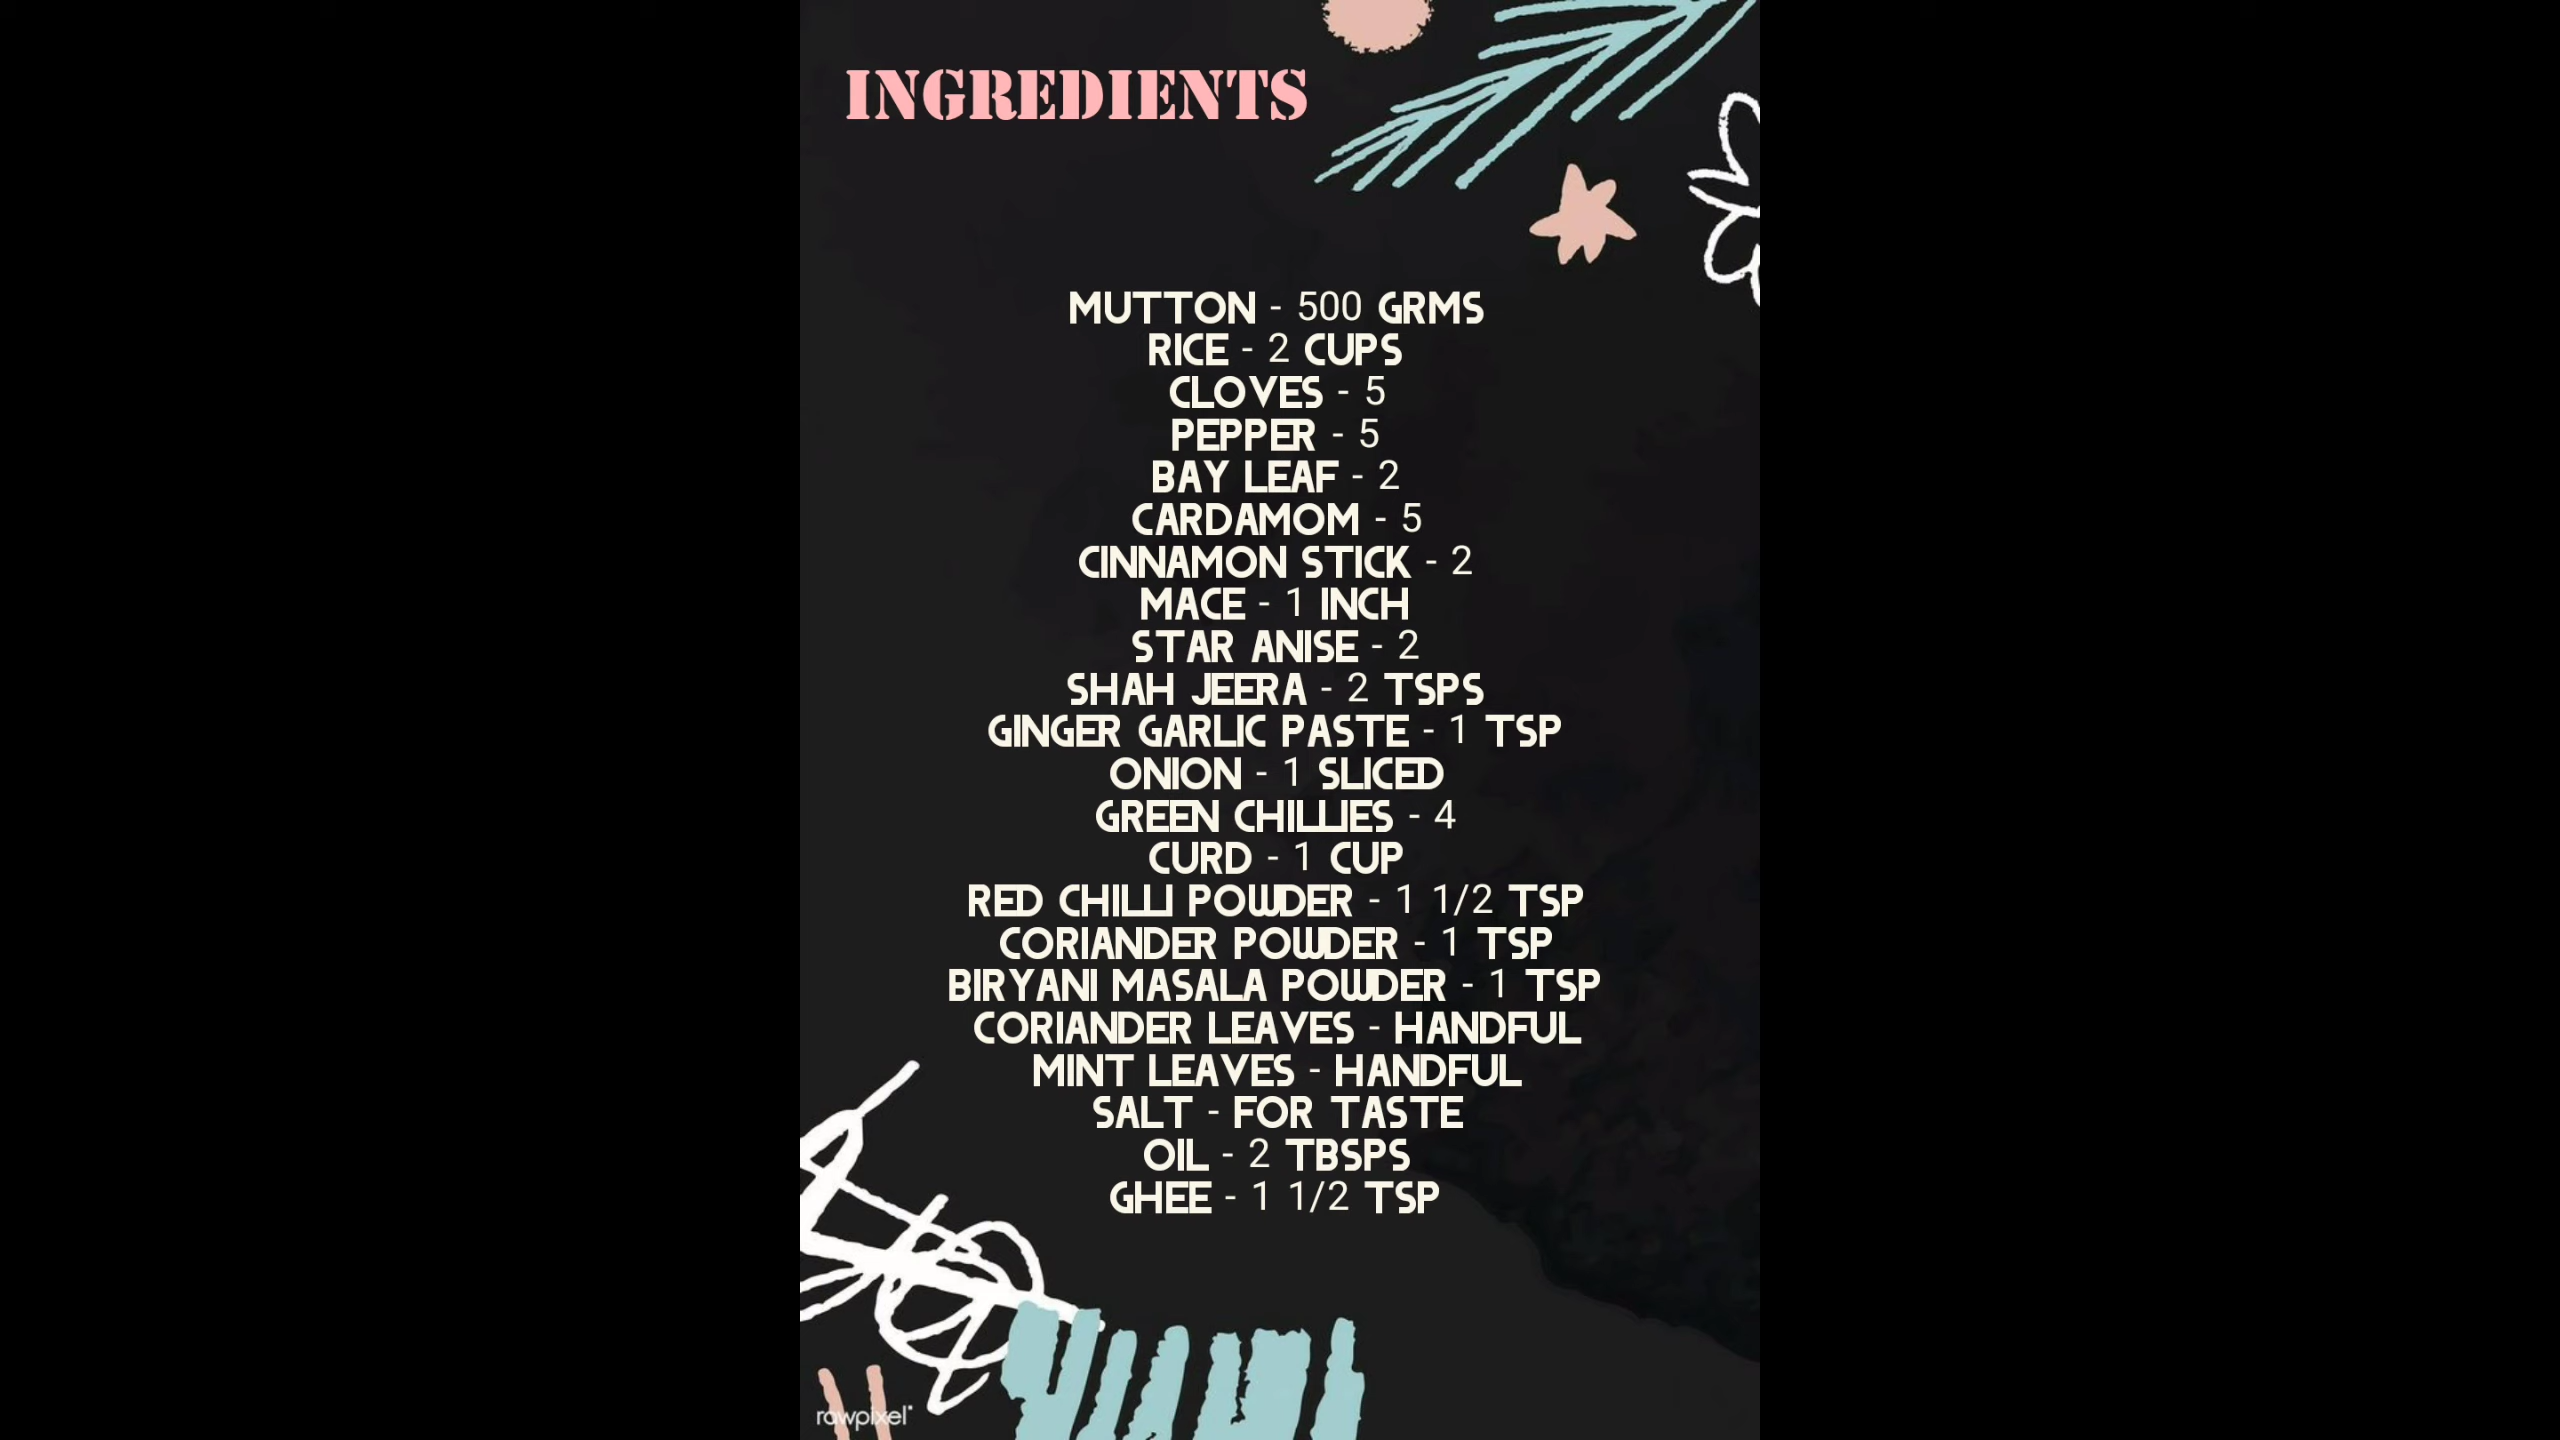 INGREDIENTS
MUTTON - 500 GRMS
RICE - 2 CUPS
CLOVES - 5
PEPPER - 5
BAY LEAF - 2
CARDAMOM - 5
CINNAMON STICK - 2
MACE - 1 INCH
STAR ANISE - 2
SHAH JEERA - 2 TSPS
GINGER GARLIC PASTE - 1 TSP
ONION - 1 SLICED
GREEN CHILLIES - 4
CURD - 1 CUP
RED CHILLI POWDER - 1 1/2 TSP
CORIANDER POWDER - 1 TSP
BIRYANI MASALA POWDER - 1 TSP
CORIANDER LEAVES - HANDFUL
MINT LEAVES - HANDFUL
SALT - FOR TASTE
OIL - 2 TBSPS
GHEE - 1 1/2 TSP
rawpixel